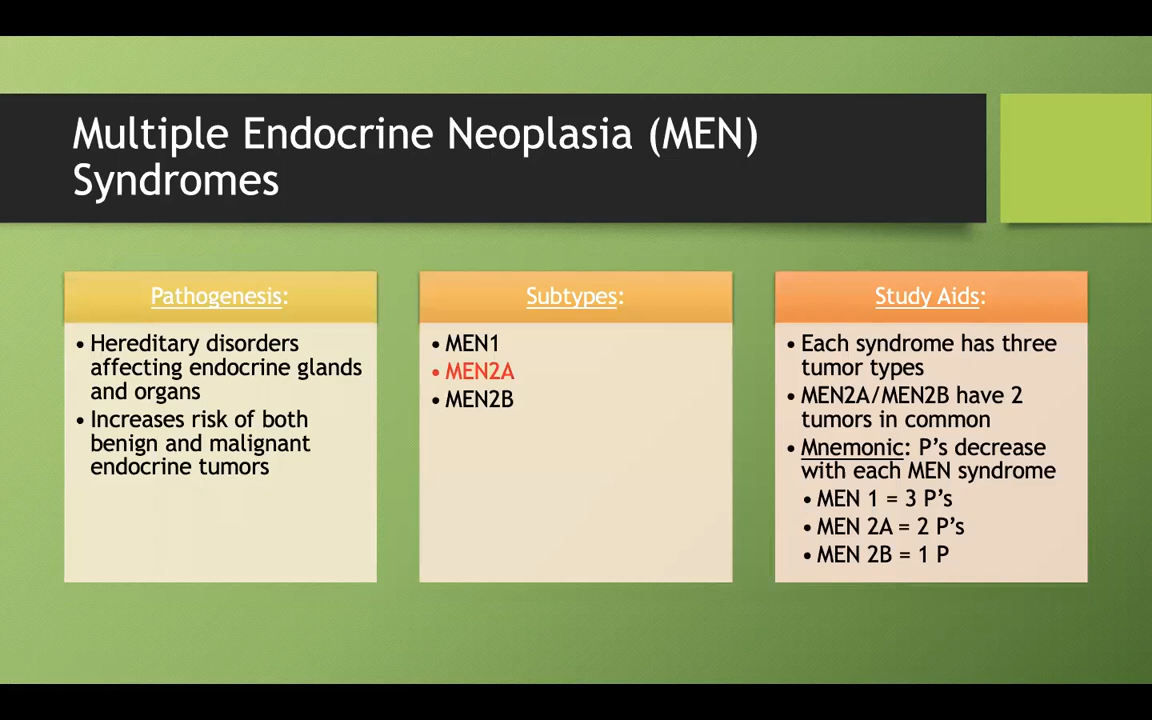 Multiple Endocrine Neoplasia (MEN)
Syndromes
Pathogenesis:
• Hereditary disorders
affecting endocrine glands
and organs
• Increases risk of both
benign and malignant
endocrine tumors
Subtypes:
• MEN1
• MEN2A
• MEN2B
Study Aids:
• Each syndrome has three
tumor types
• MEN2A/MEN2B have 2
tumors in common
• Mnemonic: P’s decrease
with each MEN syndrome
• MEN 1 = 3 P’s
• MEN 2A = 2 P’s
• MEN 2B = 1 P